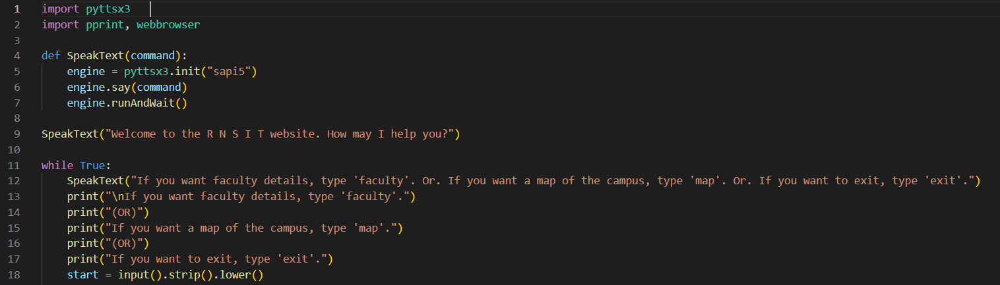 1 import pyttsx3
2 import pprint, webbrowser
3
4 def SpeakText(command):
5     engine = pyttsx3.init("sapi5")
6     engine.say(command)
7     engine.runAndWait()
8
9 SpeakText("Welcome to the R N S I T website. How may I help you?")
10
11 while True:
12     SpeakText("If you want faculty details, type 'faculty'. Or. If you want a map of the campus, type 'map'. Or. If you want to exit, type 'exit'.")
13     print("\nIf you want faculty details, type 'faculty'.")
14     print("(OR)")
15     print("If you want a map of the campus, type 'map'.")
16     print("(OR)")
17     print("If you want to exit, type 'exit'.")
18     start = input().strip().lower()